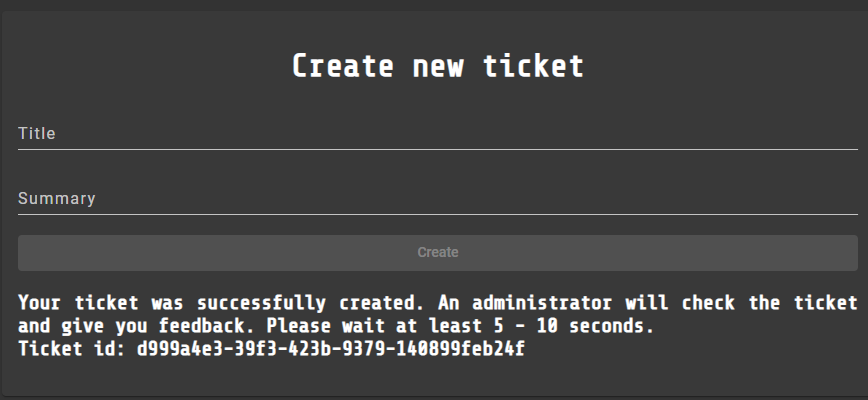 Create new ticket
Title
Summary
Create
Your ticket was successfully created. An administrator will check the ticket
and give you feedback. Please wait at least 5 - 10 seconds.
Ticket id: d999a4e3-39f3-423b-9379-140899feb24f